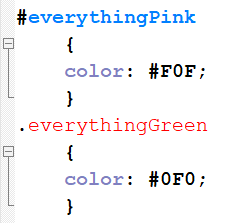 #everythingPink
{
color: #F0F;
}
.everythingGreen
{
color: #0F0;
}